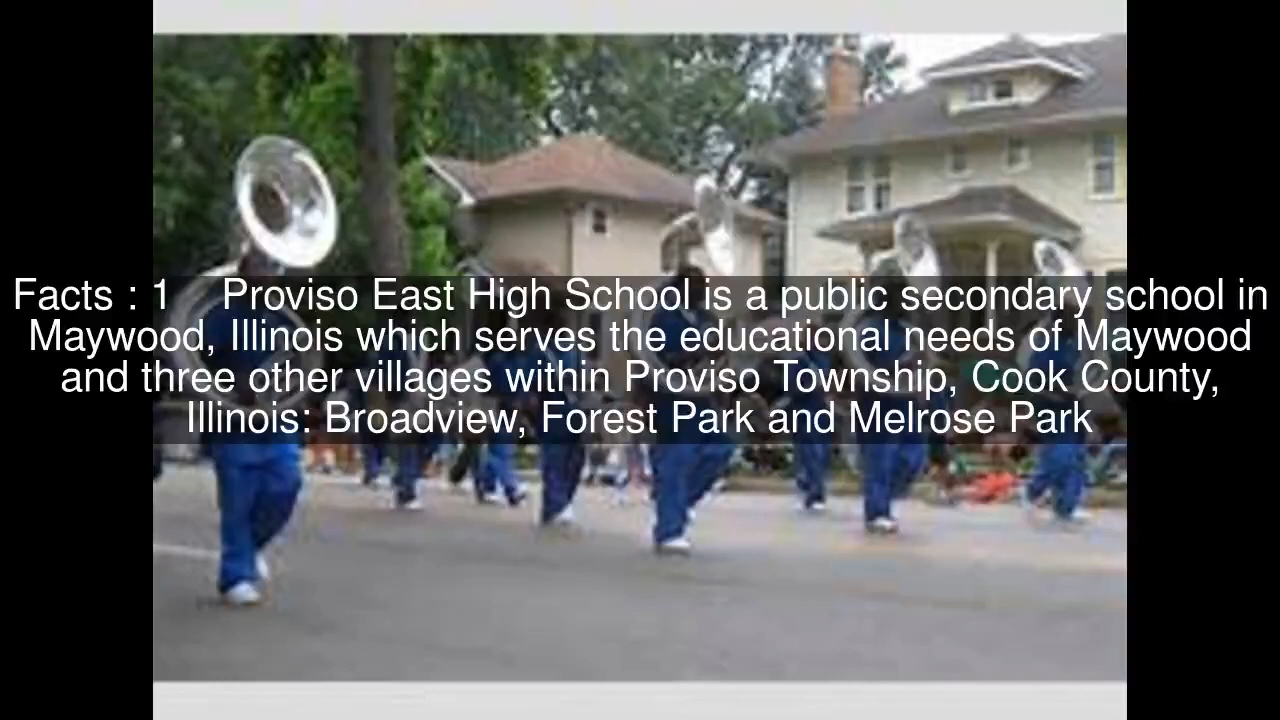 Facts : 1 Proviso East High School is a public secondary school in
Maywood, Illinois which serves the educational needs of Maywood
and three other villages within Proviso Township, Cook County,
Illinois: Broadview, Forest Park and Melrose Park